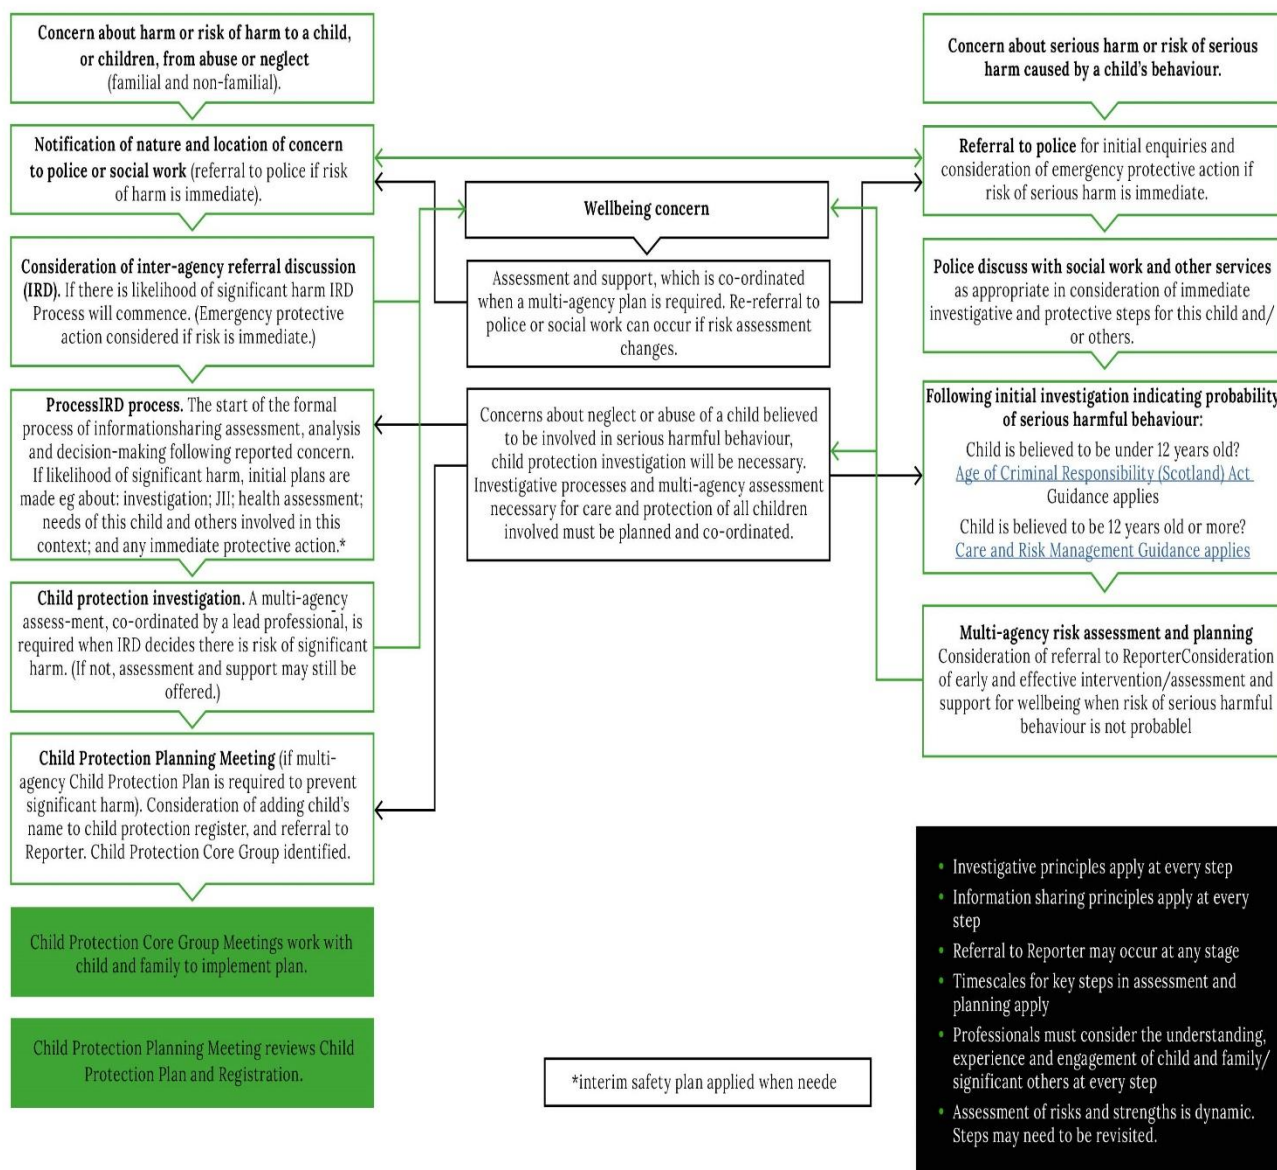 Concern about harm or risk of harm to a child,
or children, from abuse or neglect
(familial and non-familial).
Notification of nature and location of concern
to police or social work (referral to police if risk
of harm is immediate).
Consideration of inter-agency referral discussion
(IRD). If there is likelihood of significant harm IRD
Process will commence. (Emergency protective
action considered if risk is immediate.)
ProcessIRD process. The start of the formal
process of informationsharing assessment, analysis
and decision-making following reported concern.
If likelihood of significant harm, initial plans are
made eg about: investigation; JII; health assessment;
needs of this child and others involved in this
context; and any immediate protective action.*
Child protection investigation. A multi-agency
assess-ment, co-ordinated by a lead professional, is
required when IRD decides there is risk of significant
harm. (If not, assessment and support may still be
offered.)
Child Protection Planning Meeting (if multi-
agency Child Protection Plan is required to prevent
significant harm). Consideration of adding child's
name to child protection register, and referral to
Reporter. Child Protection Core Group identified.
Child Protection Core Group Meetings work with
child and family to implement plan.
Child Protection Planning Meeting reviews Child
Protection Plan and Registration.
Wellbeing concern
Assessment and support, which is co-ordinated
when a multi-agency plan is required. Re-referral to
police or social work can occur if risk assessment
changes.
Concerns about neglect or abuse of a child believed
to be involved in serious harmful behaviour,
child protection investigation will be necessary.
Investigative processes and multi-agency assessment
necessary for care and protection of all children
involved must be planned and co-ordinated.
*interim safety plan applied when neede
Concern about serious harm or risk of serious
harm caused by a child's behaviour.
Referral to police for initial enquiries and
consideration of emergency protective action if
risk of serious harm is immediate.
Police discuss with social work and other services
as appropriate in consideration of immediate
investigative and protective steps for this child and/
or others.
Following initial investigation indicating probability
of serious harmful behaviour:
Child is believed to be under 12 years old?
Age of Criminal Responsibility (Scotland) Act
Guidance applies
Child is believed to be 12 years old or more?
Care and Risk Management Guidance applies
Multi-agency risk assessment and planning
Consideration of referral to ReporterConsideration
of early and effective intervention/assessment and
support for wellbeing when risk of serious harmful
behaviour is not probablel
• Investigative principles apply at every step
• Information sharing principles apply at every
step
• Referral to Reporter may occur at any stage
• Timescales for key steps in assessment and
planning apply
• Professionals must consider the understanding,
experience and engagement of child and family/
significant others at every step
• Assessment of risks and strengths is dynamic.
Steps may need to be revisited.